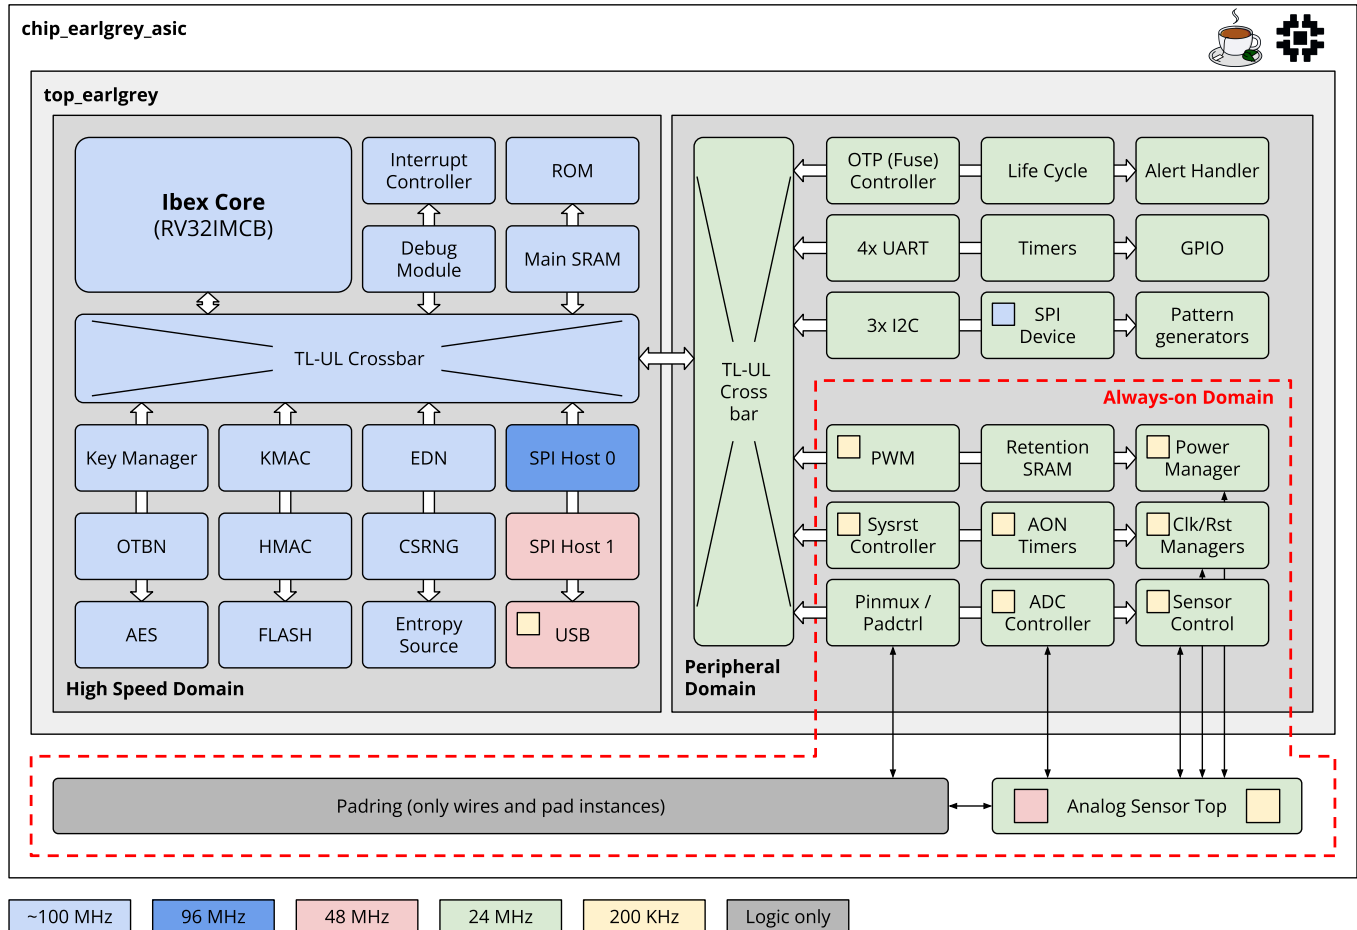 chip_earlgrey_asic
top_earlgrey
Ibex Core
(RV32IMCB)
Interrupt
Controller
ROM
Debug
Module
Main SRAM
TL-UL Crossbar
Key Manager
KMAC
EDN
SPI Host 0
OTBN
HMAC
CSRNG
SPI Host 1
AES
FLASH
Entropy
Source
USB
High Speed Domain
TL-UL
Cross
bar
OTP (Fuse)
Controller
Life Cycle
Alert Handler
4x UART
Timers
GPIO
3x I2C
SPI
Device
Pattern
generators
Always-on Domain
PWM
Retention
SRAM
Power
Manager
Sysrst
Controller
AON
Timers
Clk/Rst
Managers
Pinmux /
Padctrl
ADC
Controller
Sensor
Control
Peripheral
Domain
Padring (only wires and pad instances)
Analog Sensor Top
~100 MHz
96 MHz
48 MHz
24 MHz
200 KHz
Logic only